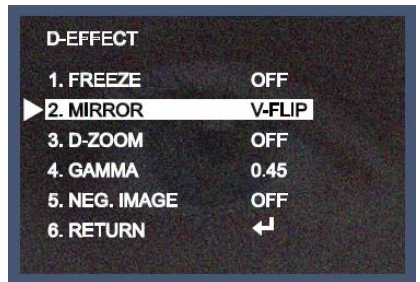 D-EFFECT
1. FREEZE OFF
2. MIRROR V-FLIP
3. D-ZOOM OFF
4. GAMMA 0.45
5. NEG. IMAGE OFF
6. RETURN ↵